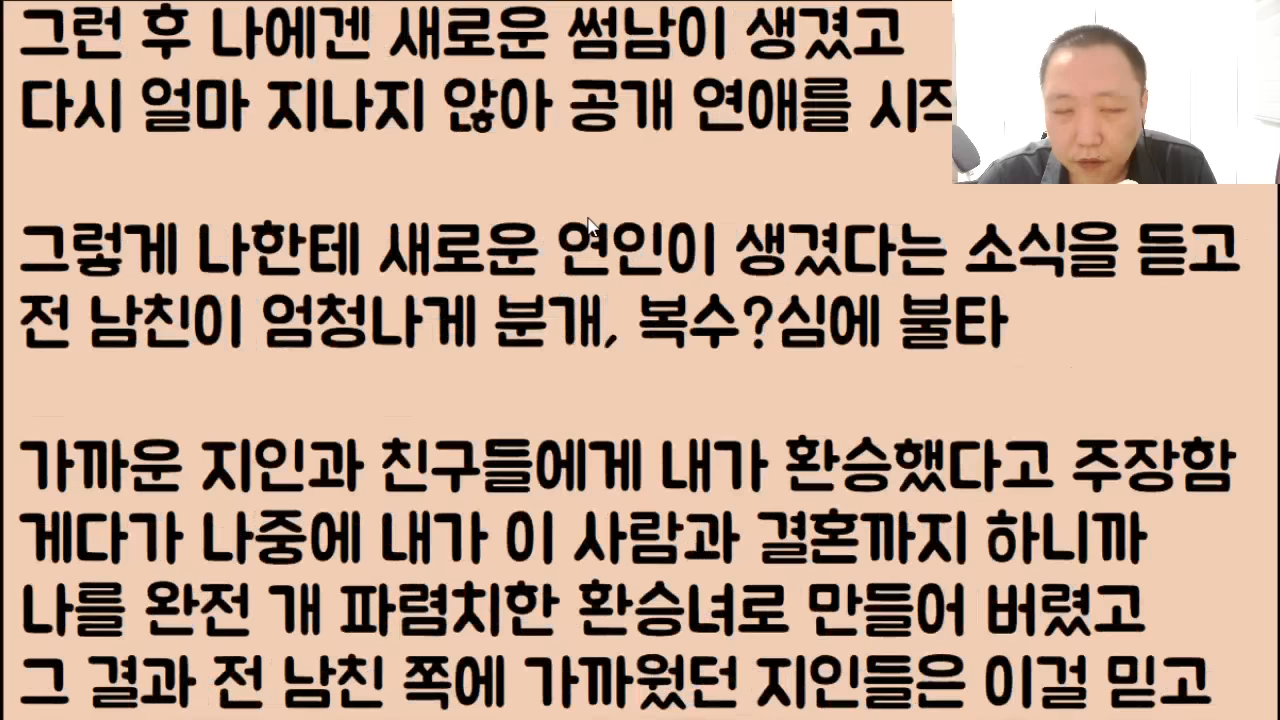 그런 후 나에겐 새로운 썸남이 생겼고
다시 얼마 지나지 않아 공개 연애를
그렇게 나한테 새로운 연인이 생겼다는 소식을 듣고
전 남친이 엄청나게 분개, 복수?심에 불타
가까운 지인과 친구들에게 내가 환승했다고 주장함
게다가 나중에 내가 이 사람과 결혼까지 하니까
나를 완전 개 파렴치한 환승녀로 만들어 버렸고
그 결과 전 남친 쪽에 가까웠던 지인들은 이걸 믿고